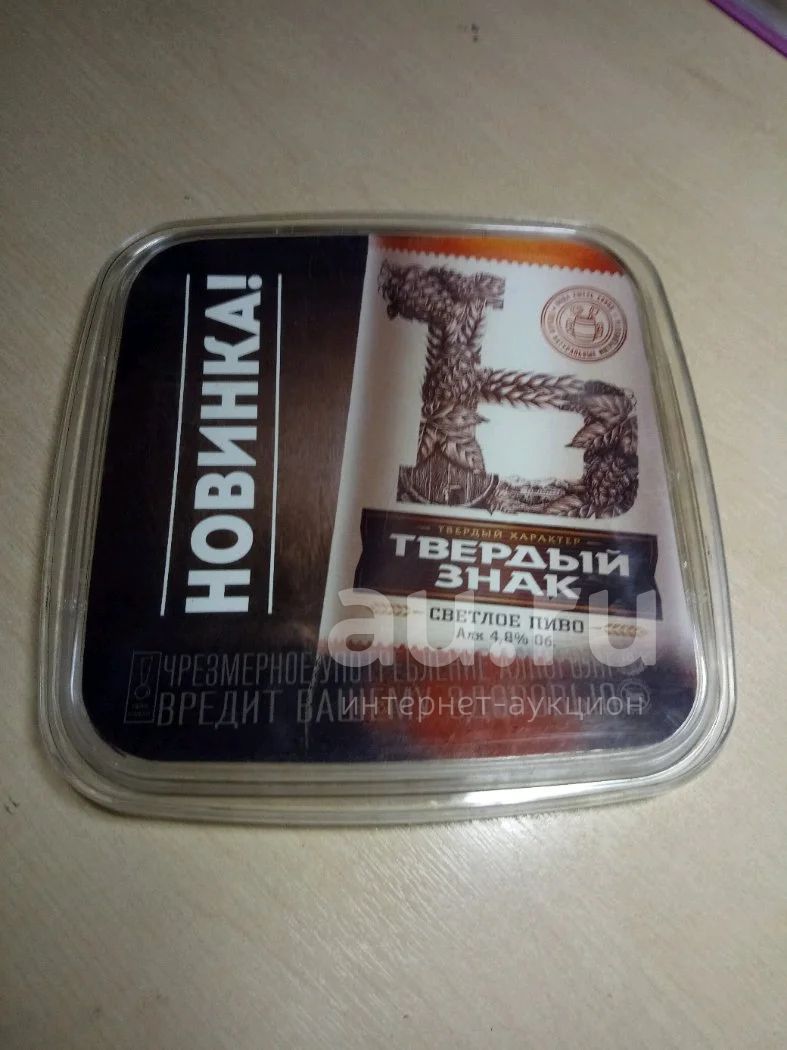 НОВИНКА!
Ъ
ТВЕРДЫЙ ХАРАКТЕР
ТВЕРДЫЙ
ЗНАК
СВЕТЛОЕ ПИВО
Алк 4,8% Об.
ЧРЕЗМЕРНОЕ УПОТРЕБЛЕНИЕ АЛКОГОЛЯ
ВРЕДИТ ВАШЕМУ ЗДОРОВЬЮ
au.ru
интернет-аукцион